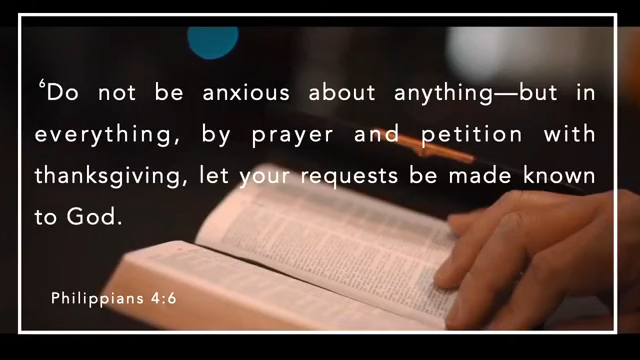 ⁶Do not be anxious about anything—but in
everything, by prayer and petition with
thanksgiving, let your requests be made known
to God.
Philippians 4:6